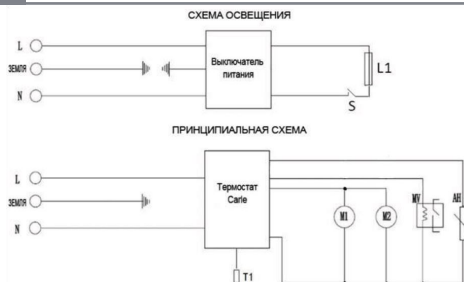 СХЕМА ОСВЕЩЕНИЯ
L
ЗЕМЛЯ
N
Выключатель
питания
L1
S
ПРИНЦИПИАЛЬНАЯ СХЕМА
L
ЗЕМЛЯ
N
Термостат
Carle
M1
M2
MV
AH
T1